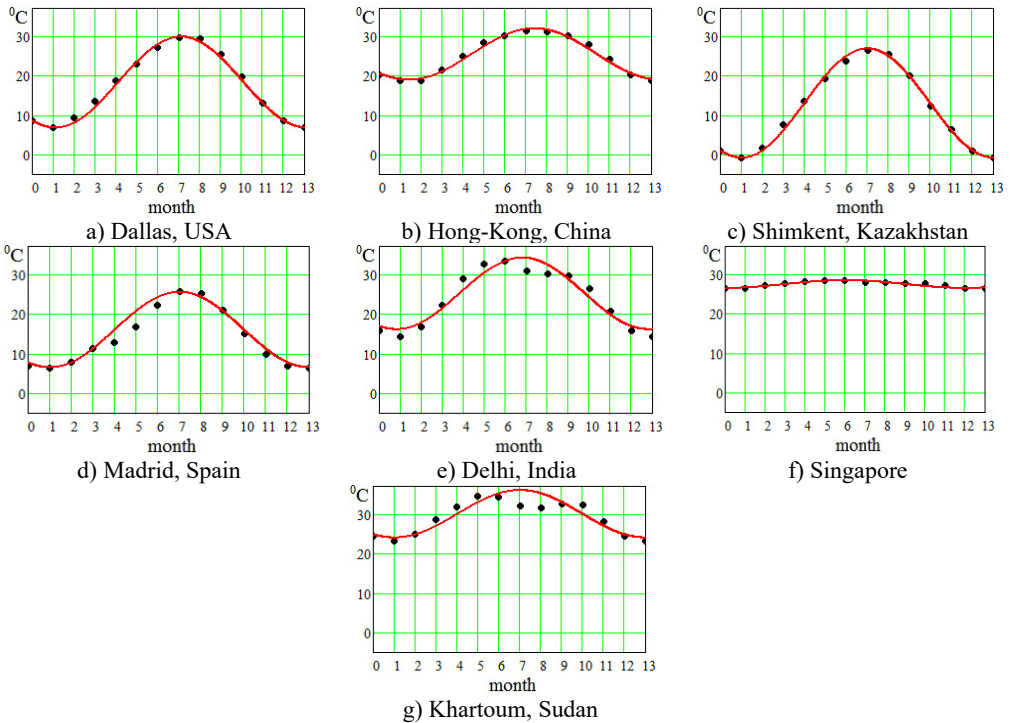 ⁰C
30
20
10
0
0 1 2 3 4 5 6 7 8 9 10 11 12 13
month
a) Dallas, USA
⁰C
30
20
10
0
0 1 2 3 4 5 6 7 8 9 10 11 12 13
month
b) Hong-Kong, China
⁰C
30
20
10
0
0 1 2 3 4 5 6 7 8 9 10 11 12 13
month
c) Shimkent, Kazakhstan
⁰C
30
20
10
0
0 1 2 3 4 5 6 7 8 9 10 11 12 13
month
d) Madrid, Spain
⁰C
30
20
10
0
0 1 2 3 4 5 6 7 8 9 10 11 12 13
month
e) Delhi, India
⁰C
30
20
10
0
0 1 2 3 4 5 6 7 8 9 10 11 12 13
month
f) Singapore
⁰C
30
20
10
0
0 1 2 3 4 5 6 7 8 9 10 11 12 13
month
g) Khartoum, Sudan